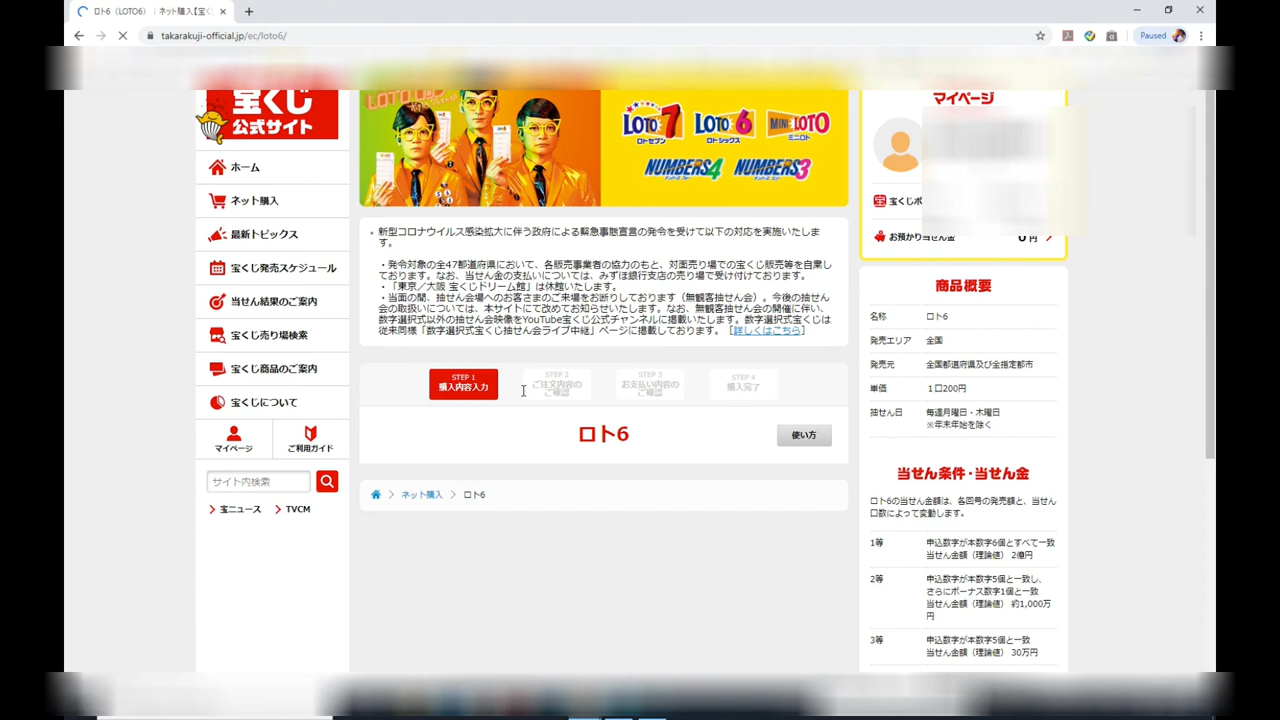 ロト6（LOTO6） ｜ネット購入【宝くじ
takarakuji-official.jp/ec/loto6/
Paused
宝くじ
公式サイト
ホーム
ネット購入
最新トピックス
宝くじ発売スケジュール
当せん結果のご案内
宝くじ売り場検索
宝くじ商品のご案内
宝くじについて
マイページ
ご利用ガイド
サイト内検索
宝ニュース
TVCM
LOTO 7
ロトセブン
LOTO 6
ロトシックス
MINI LOTO
ミニロト
NUMBERS4
NUMBERS3
新型コロナウイルス感染拡大に伴う政府による緊急事態宣言の発令を受けて以下の対応を実施いたしま
す。
・発令対象の全47都道府県において、各販売事業者の協力のもと、対面売り場での宝くじ販売等を自粛し
ております。なお、当せん金の支払いについては、みずほ銀行支店の売り場で受け付けております。
・「東京／大阪 宝くじドリーム館」は休館いたします。
・当面の間、抽せん会場へのお客さまのご来場をお断りしております（無観客抽せん会）。今後の抽せん
会の取扱いについては、本サイトにて改めてお知らせいたします。なお、無観客抽せん会の開催に伴い、
数字選択式以外の抽せん会映像をYouTube宝くじ公式チャンネルに掲載いたします。数字選択式宝くじは
従来同様「数字選択式宝くじ抽せん会ライブ中継」ページに掲載しております。［詳しくはこちら］
STEP 1
購入内容入力
STEP 2
ご注文内容の
ご確認
STEP 3
お支払い内容の
ご確認
STEP 4
購入完了
ロト6
使い方
ネット購入
ロト6
マイページ
宝くじポ
お預かり当せん金
0 円
商品概要
名称
ロト6
発売エリア
全国
発売元
全国都道府県及び全指定都市
単価
１口200円
抽せん日
毎週月曜日・木曜日
※年末年始を除く
当せん条件・当せん金
ロト6の当せん金額は、各回号の発売額と、当せん
口数によって変動します。
1等
申込数字が本数字6個とすべて一致
当せん金額（理論値） 2億円
2等
申込数字が本数字5個と一致し、
さらにボーナス数字1個と一致
当せん金額（理論値） 約1,000万
円
3等
申込数字が本数字5個と一致
当せん金額（理論値） 30万円